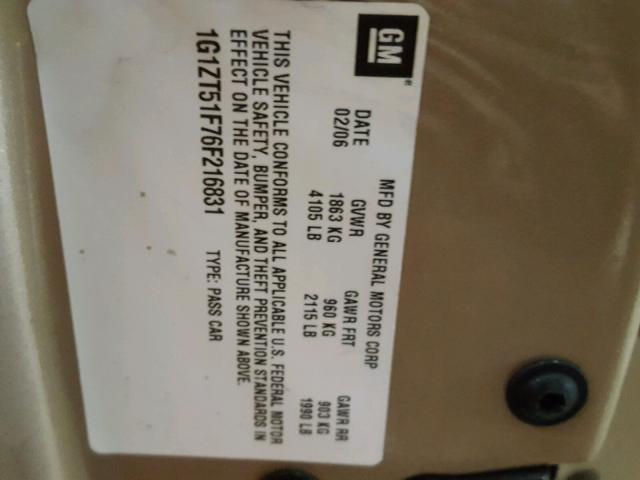 GM
MFD BY GENERAL MOTORS CORP
DATE GVWR GAWR FRT GAWR RR
02/06 1863 KG 960 KG 903 KG
4105 LB 2115 LB 1990 LB
THIS VEHICLE CONFORMS TO ALL APPLICABLE U.S. FEDERAL MOTOR
VEHICLE SAFETY, BUMPER, AND THEFT PREVENTION STANDARDS IN
EFFECT ON THE DATE OF MANUFACTURE SHOWN ABOVE.
1G1ZT51F76F216831 TYPE: PASS CAR